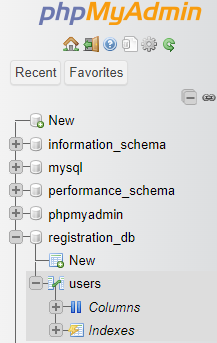 phpMyAdmin
Recent Favorites
New
information_schema
mysql
performance_schema
phpmyadmin
registration_db
New
users
Columns
Indexes